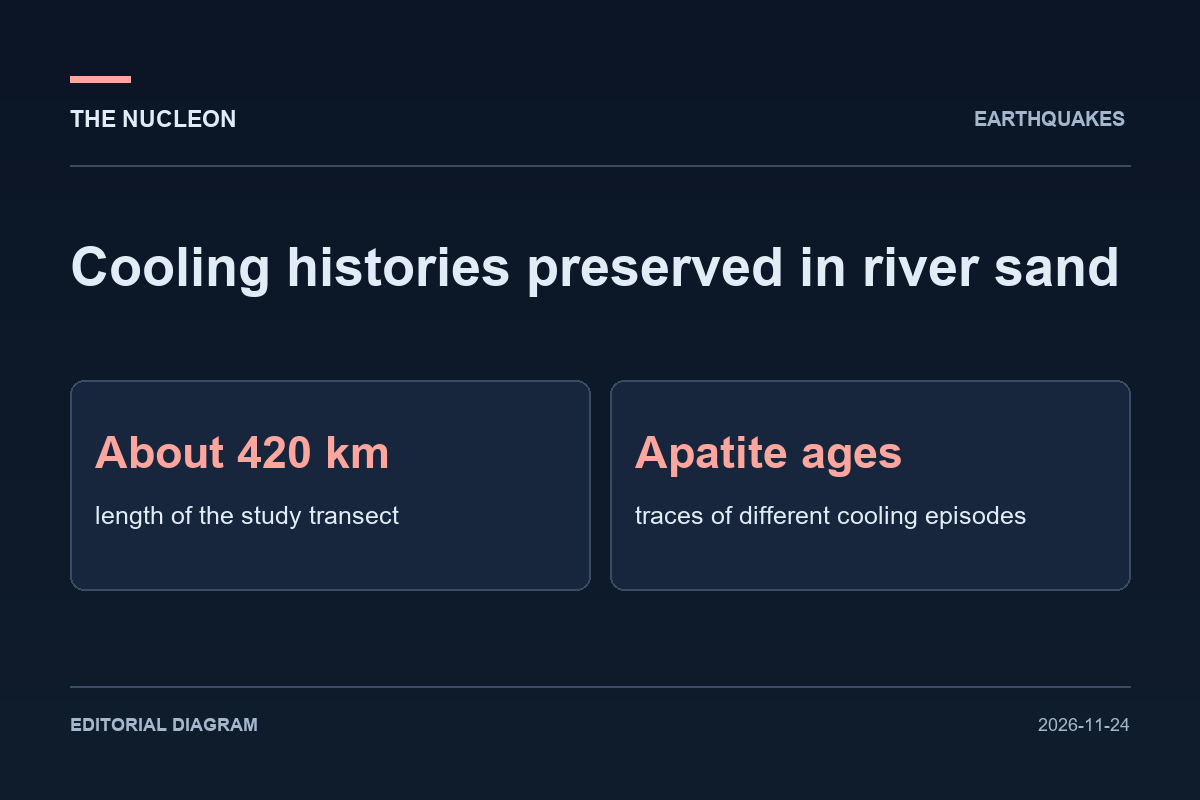 THE NUCLEON
EARTHQUAKES
Cooling histories preserved in river sand
About 420 km
length of the study transect
Apatite ages
traces of different cooling episodes
EDITORIAL DIAGRAM
2026-11-24